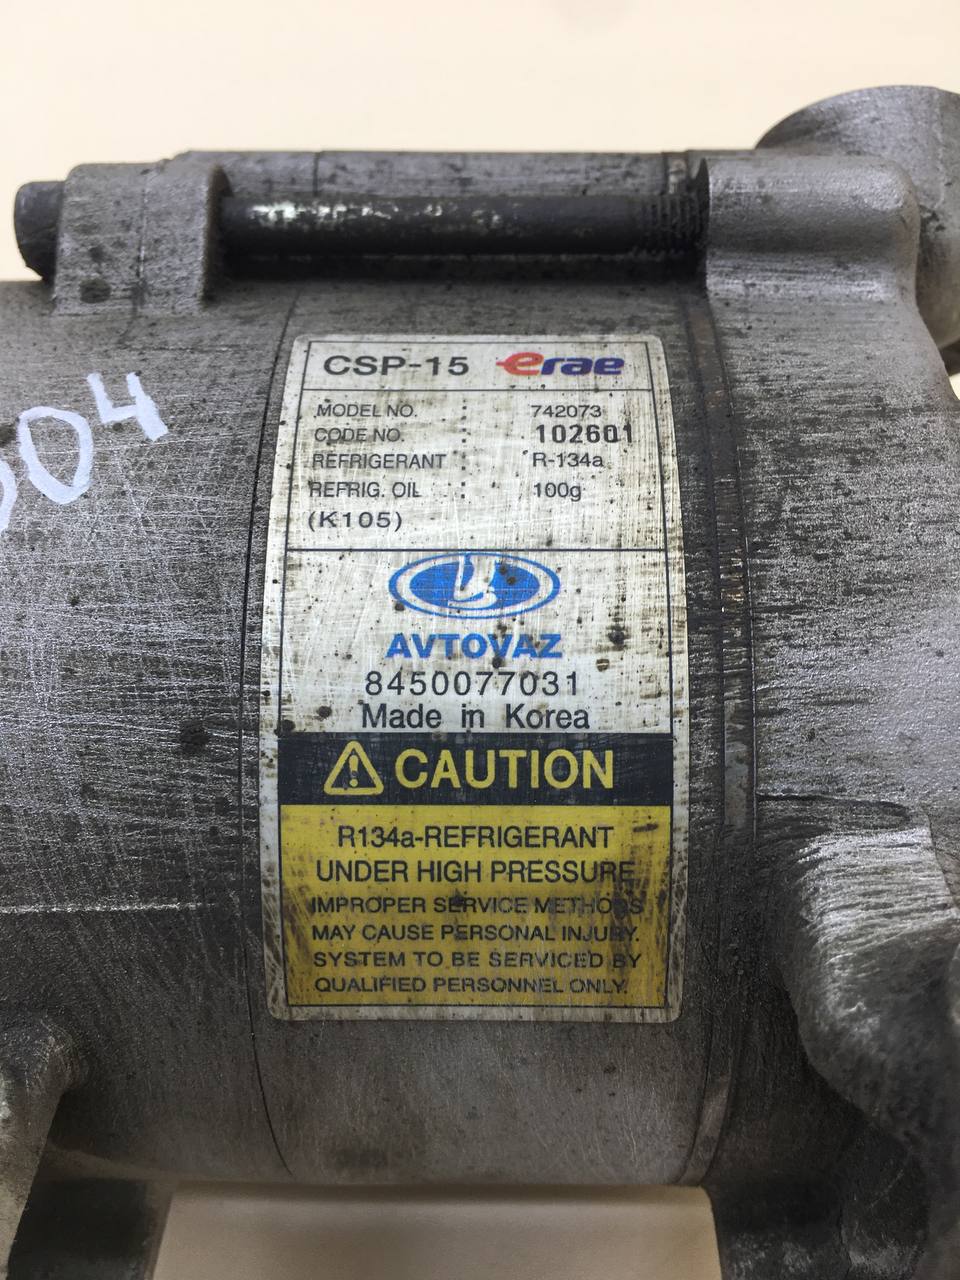 04
CSP-15 erae
MODEL NO. : 742073
CODE NO. : 102601
REFRIGERANT : R-134a
REFRIG. OIL : 100g
(K105)
AVTOVAZ
8450077031
Made in Korea
CAUTION
R134a-REFRIGERANT
UNDER HIGH PRESSURE
IMPROPER SERVICE METHODS
MAY CAUSE PERSONAL INJURY.
SYSTEM TO BE SERVICED BY
QUALIFIED PERSONNEL ONLY.